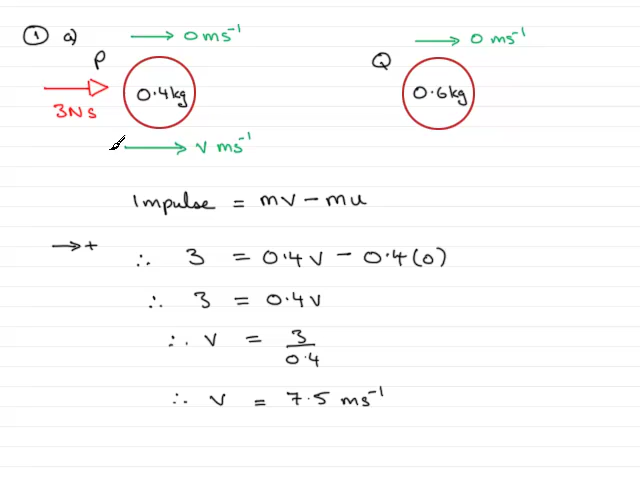 ① a) → 0 ms⁻¹ → 0 ms⁻¹
P Q
0.4kg 0.6kg
3Ns
→ v ms⁻¹
Impulse = mv - mu
→+ ∴ 3 = 0.4v - 0.4(0)
∴ 3 = 0.4v
∴ v = 3/0.4
∴ v = 7.5 ms⁻¹